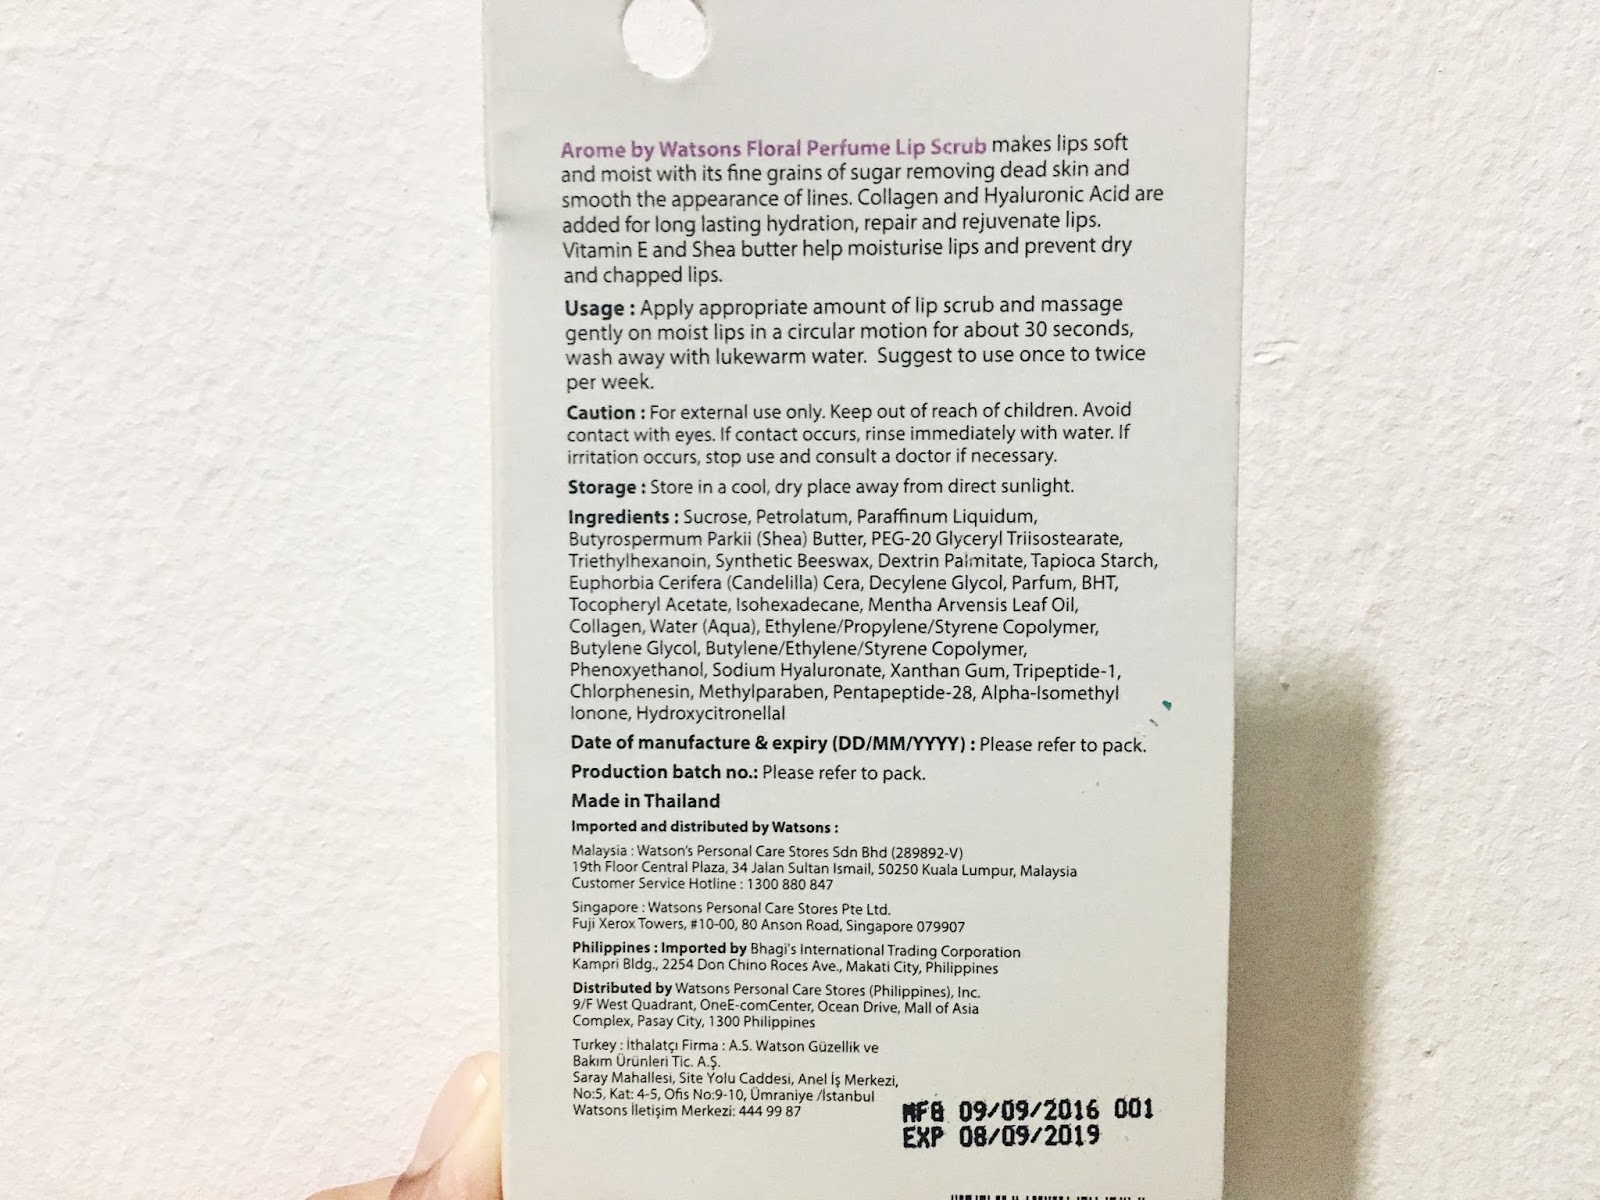 Arome by Watsons Floral Perfume Lip Scrub makes lips soft
and moist with its fine grains of sugar removing dead skin and
smooth the appearance of lines. Collagen and Hyaluronic Acid are
added for long lasting hydration, repair and rejuvenate lips.
Vitamin E and Shea butter help moisturise lips and prevent dry
and chapped lips.
Usage : Apply appropriate amount of lip scrub and massage
gently on moist lips in a circular motion for about 30 seconds,
wash away with lukewarm water. Suggest to use once to twice
per week.
Caution : For external use only. Keep out of reach of children. Avoid
contact with eyes. If contact occurs, rinse immediately with water. If
irritation occurs, stop use and consult a doctor if necessary.
Storage : Store in a cool, dry place away from direct sunlight.
Ingredients : Sucrose, Petrolatum, Paraffinum Liquidum,
Butyrospermum Parkii (Shea) Butter, PEG-20 Glyceryl Triisostearate,
Triethylhexanoin, Synthetic Beeswax, Dextrin Palmitate, Tapioca Starch,
Euphorbia Cerifera (Candelilla) Cera, Decylene Glycol, Parfum, BHT,
Tocopheryl Acetate, Isohexadecane, Mentha Arvensis Leaf Oil,
Collagen, Water (Aqua), Ethylene/Propylene/Styrene Copolymer,
Butylene Glycol, Butylene/Ethylene/Styrene Copolymer,
Phenoxyethanol, Sodium Hyaluronate, Xanthan Gum, Tripeptide-1,
Chlorphenesin, Methylparaben, Pentapeptide-28, Alpha-Isomethyl
Ionone, Hydroxycitronellal
Date of manufacture & expiry (DD/MM/YYYY) : Please refer to pack.
Production batch no.: Please refer to pack.
Made in Thailand
Imported and distributed by Watsons :
Malaysia : Watson's Personal Care Stores Sdn Bhd (289892-V)
19th Floor Central Plaza, 34 Jalan Sultan Ismail, 50250 Kuala Lumpur, Malaysia
Customer Service Hotline : 1300 880 847
Singapore : Watsons Personal Care Stores Pte Ltd.
Fuji Xerox Towers, #10-00, 80 Anson Road, Singapore 079907
Philippines : Imported by Bhagi's International Trading Corporation
Kampri Bldg., 2254 Don Chino Roces Ave., Makati City, Philippines
Distributed by Watsons Personal Care Stores (Philippines), Inc.
9/F West Quadrant, OneE-comCenter, Ocean Drive, Mall of Asia
Complex, Pasay City, 1300 Philippines
Turkey : İthalatçı Firma : A.S. Watson Güzellik ve
Bakım Ürünleri Tic. A.Ş.
Saray Mahallesi, Site Yolu Caddesi, Anel İş Merkezi,
No:5, Kat: 4-5, Ofis No:9-10, Ümraniye /İstanbul
Watsons İletişim Merkezi: 444 99 87
MFG 09/09/2016 001
EXP 08/09/2019